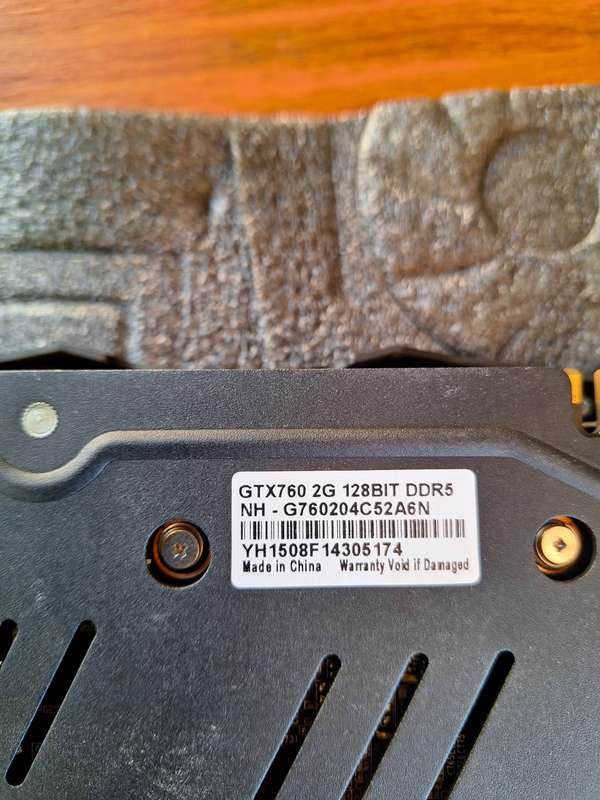 GTX760 2G 128BIT DDR5
NH - G760204C52A6N
YH1508F14305174
Made in China Warranty Void if Damaged